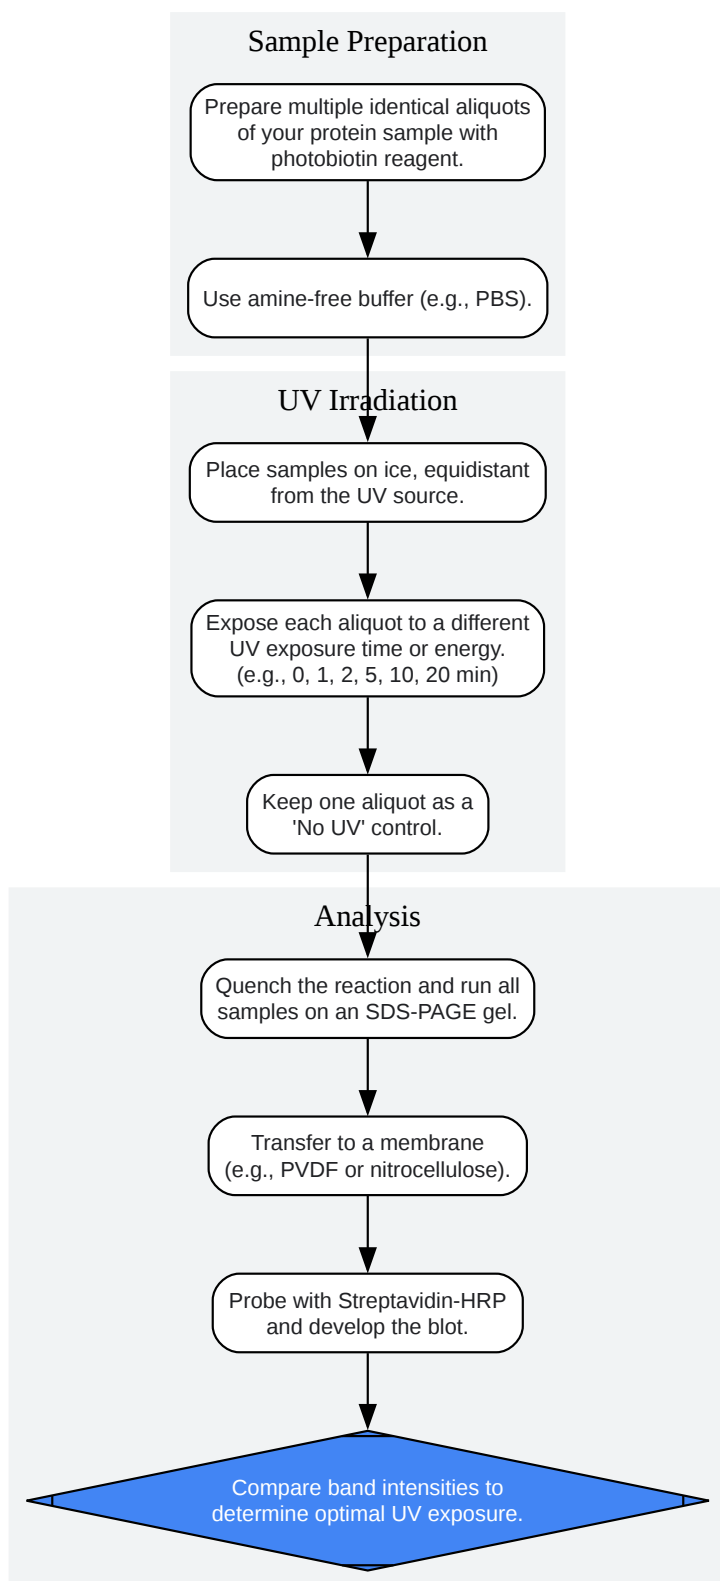 Sample Preparation
Prepare multiple identical aliquots
of your protein sample with
photobiotin reagent.
Use amine-free buffer (e.g., PBS).
UV Irradiation
Place samples on ice, equidistant
from the UV source.
Expose each aliquot to a different
UV exposure time or energy.
(e.g., 0, 1, 2, 5, 10, 20 min)
Keep one aliquot as a
'No UV' control.
Analysis
Quench the reaction and run all
samples on an SDS-PAGE gel.
Transfer to a membrane
(e.g., PVDF or nitrocellulose).
Probe with Streptavidin-HRP
and develop the blot.
Compare band intensities to
determine optimal UV exposure.